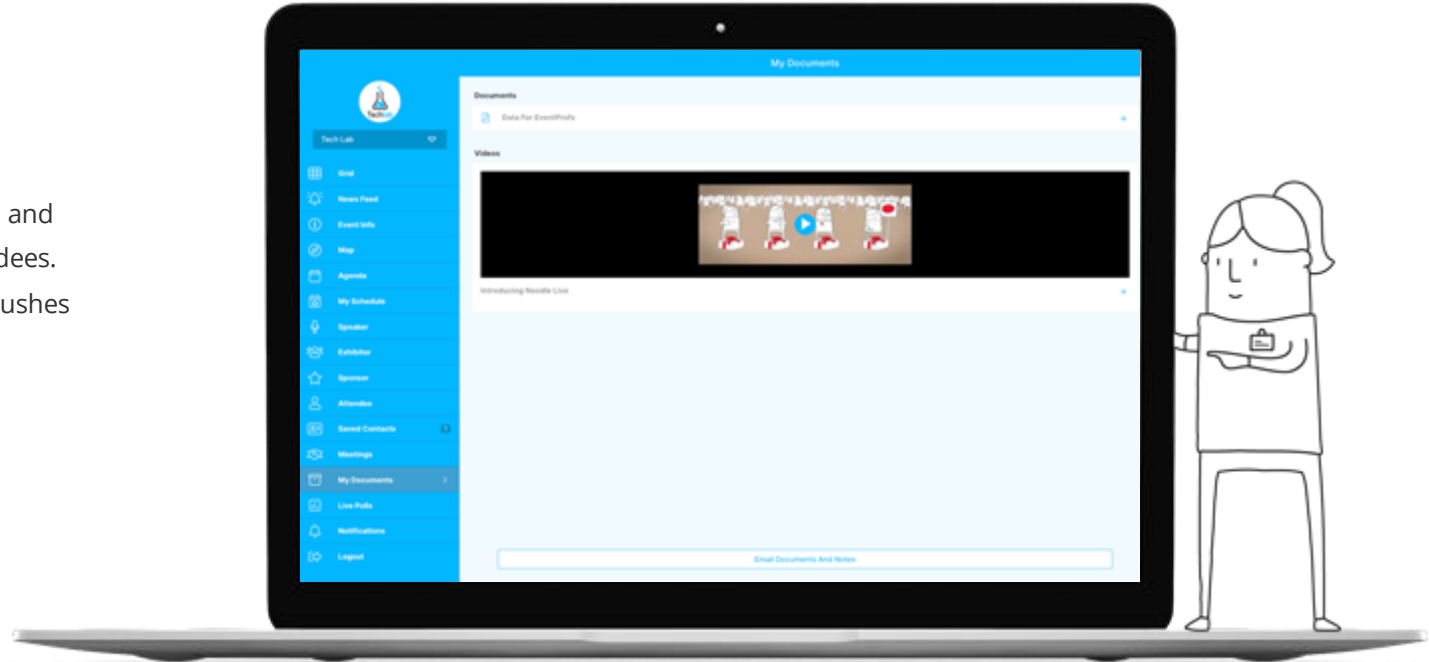 and
dees.
ushes
My Documents
TechLab
Tech Lab
Grid
News Feed
Event Info
Map
Agenda
My Schedule
Speaker
Exhibitor
Sponsor
Attendee
Saved Contacts
Meetings
My Documents
Live Polls
Notifications
Logout
Documents
Data For EventProfs
Videos
Introducing Noodle Live
Email Documents And Notes